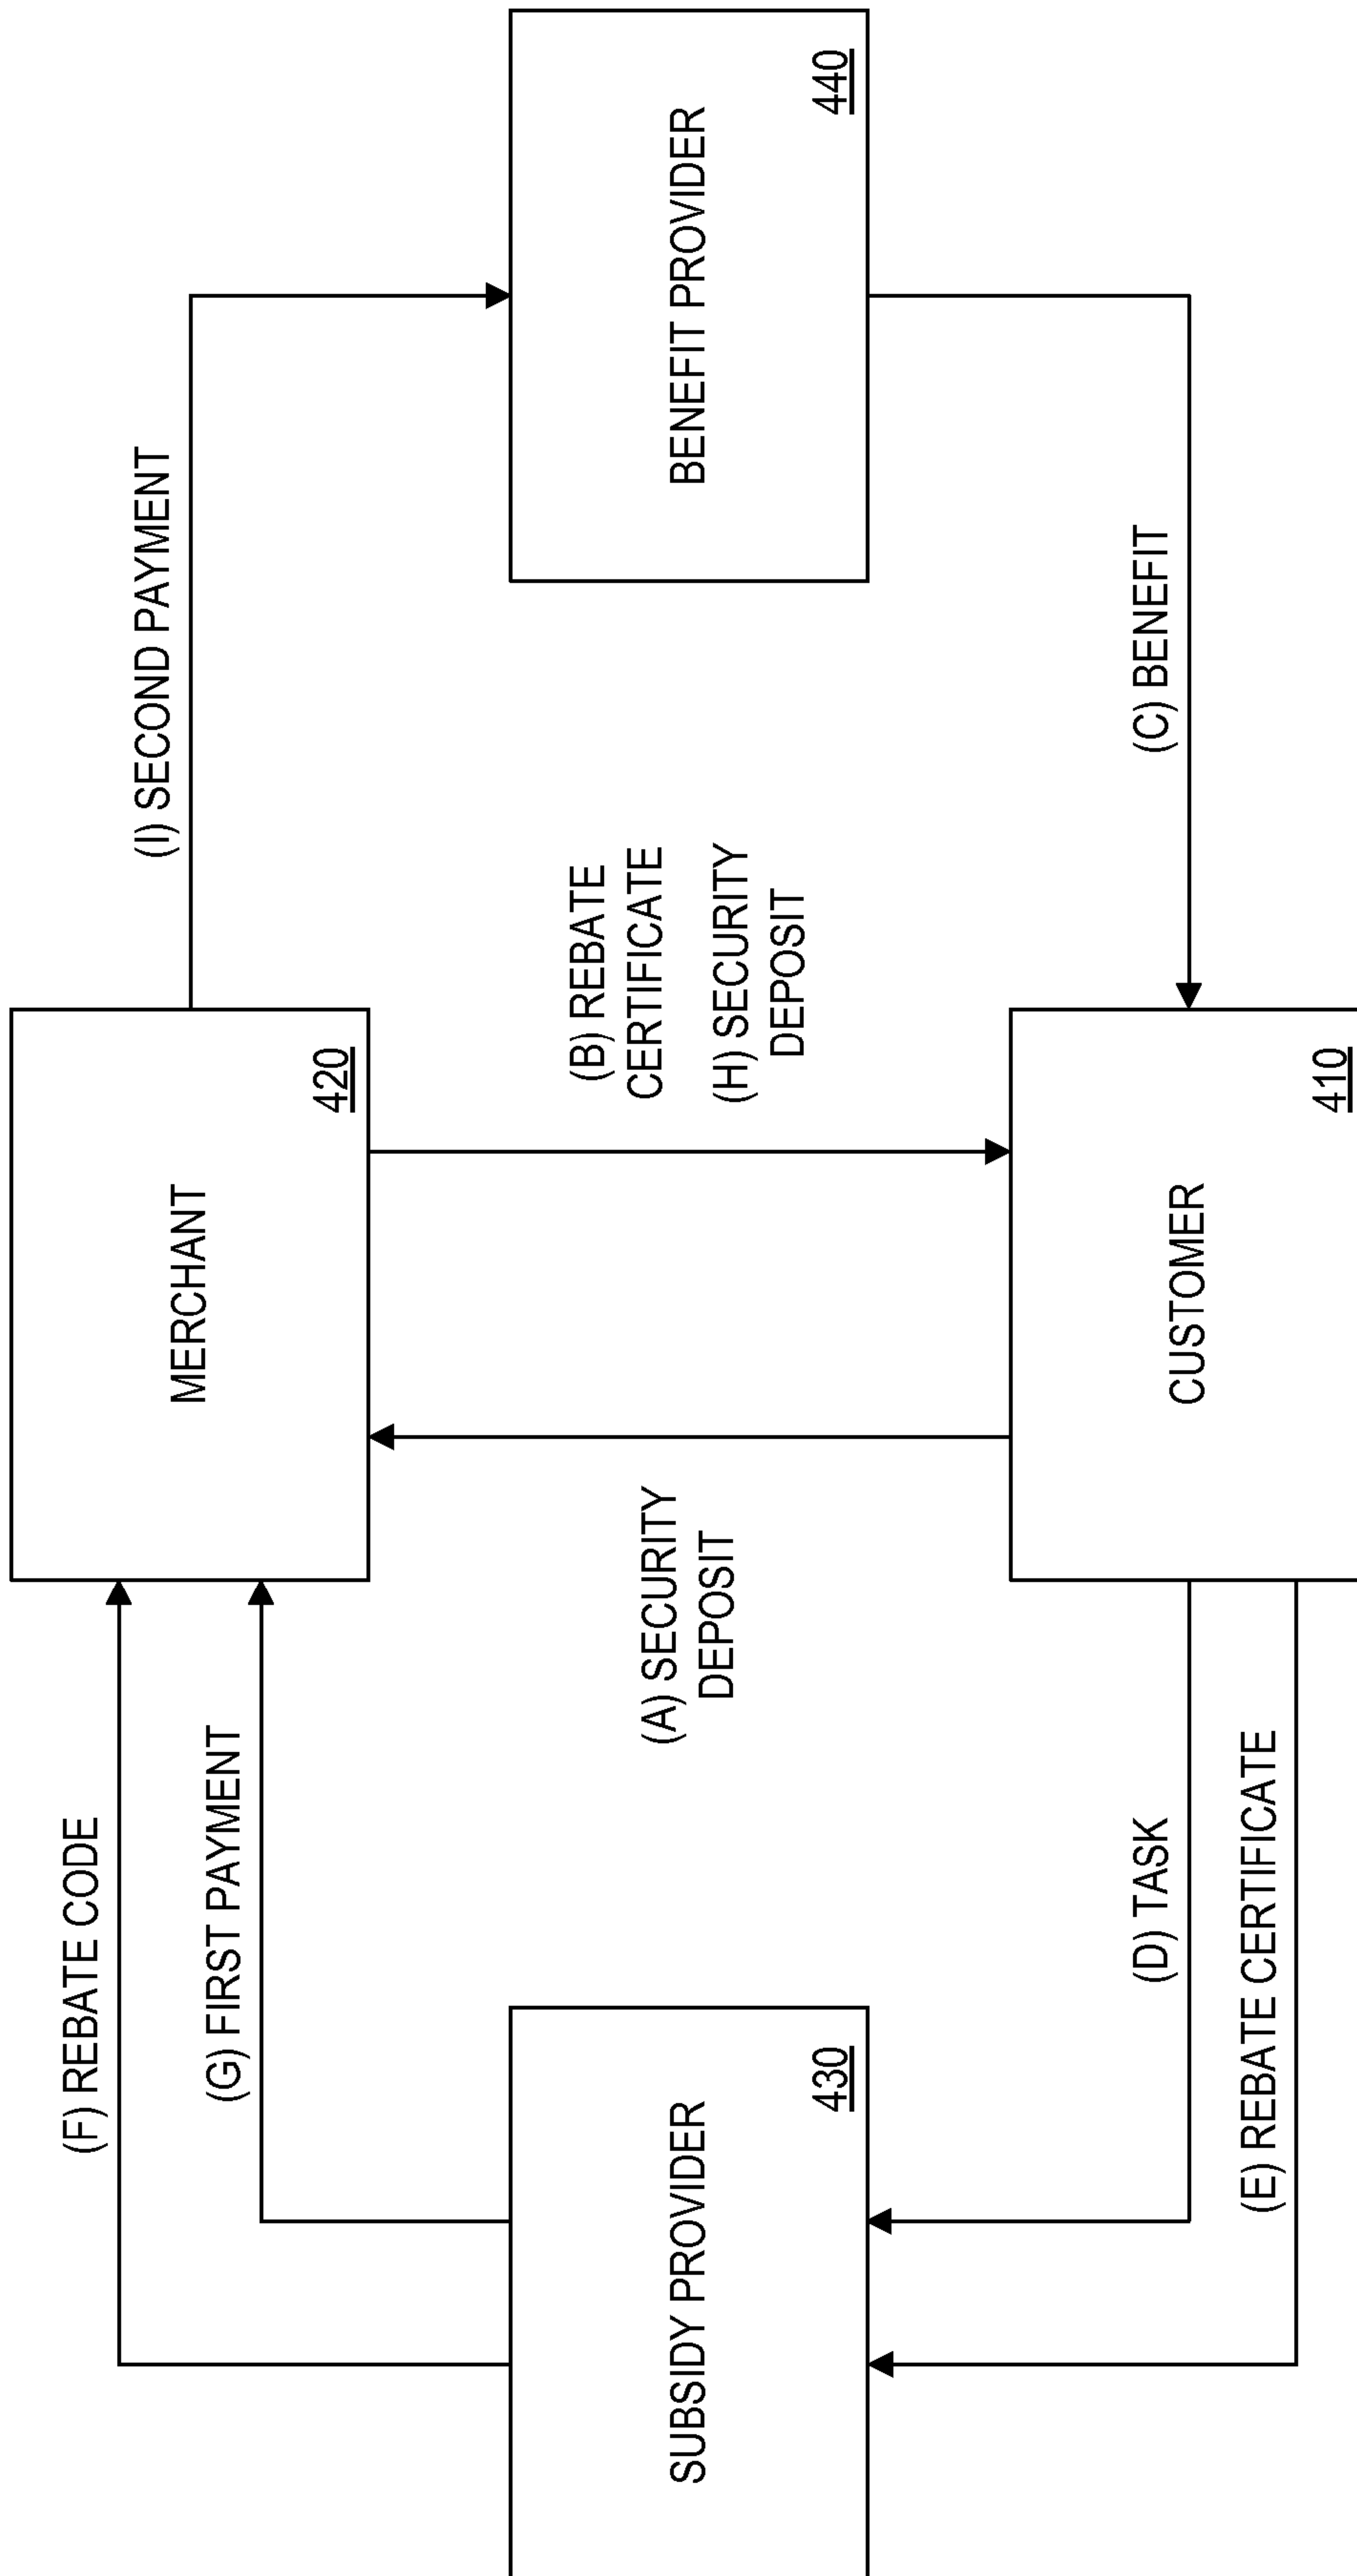 (F) REBATE CODE
(G) FIRST PAYMENT
MERCHANT
420
(I) SECOND PAYMENT
SUBSIDY PROVIDER
430
(A) SECURITY
DEPOSIT
(B) REBATE
CERTIFICATE
(H) SECURITY
DEPOSIT
BENEFIT PROVIDER
440
(D) TASK
(E) REBATE CERTIFICATE
CUSTOMER
410
(C) BENEFIT